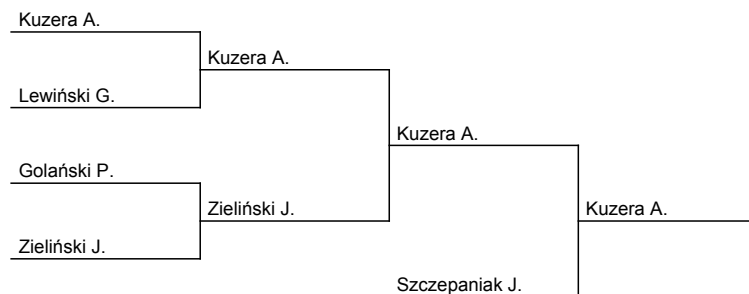 Kuzera A.
Kuzera A.
Lewiński G.
Kuzera A.
Golański P.
Zieliński J.
Kuzera A.
Zieliński J.
Szczepaniak J.